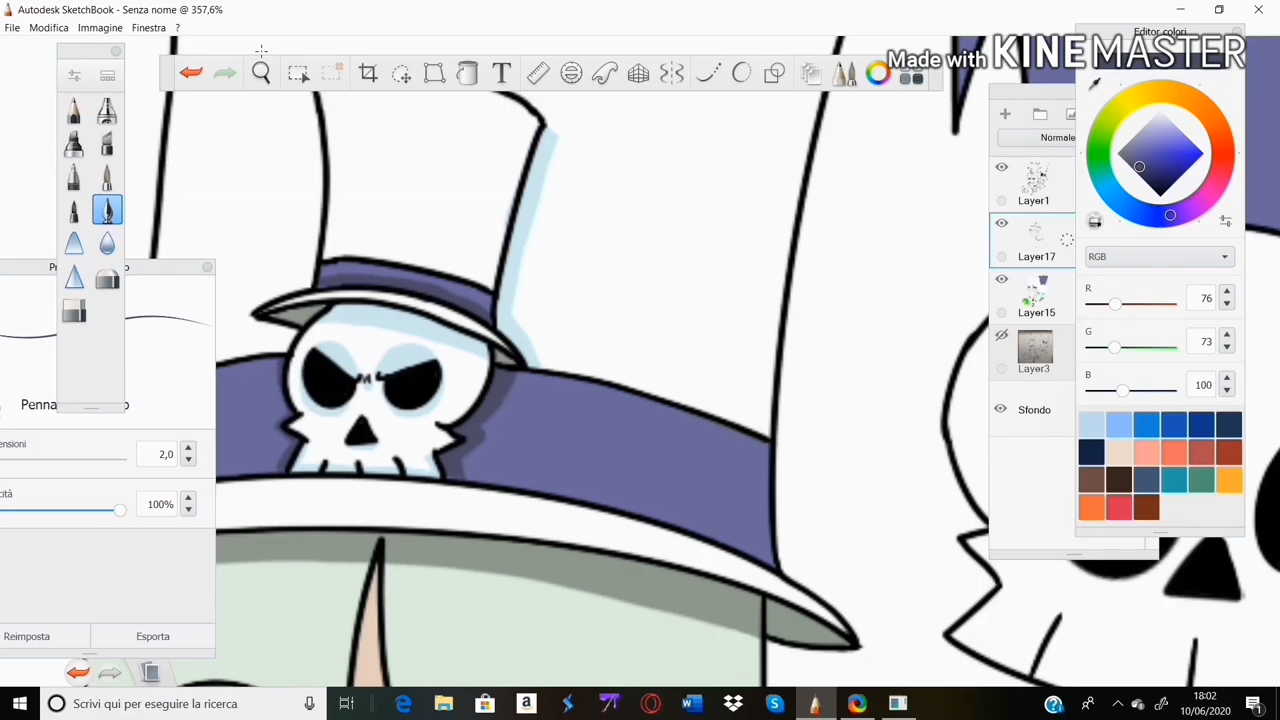 Autodesk SketchBook - Senza nome @ 357,6%
File Modifica Immagine Finestra ?
Made with KINEMASTER
Editor colori
Normale
Layer1
Layer17
RGB
R 76
Layer15
G 73
Layer3
B 100
Penna
Sfondo
ensioni
2,0
cità
100%
Reimposta Esporta
Scrivi qui per eseguire la ricerca
18:02
10/06/2020